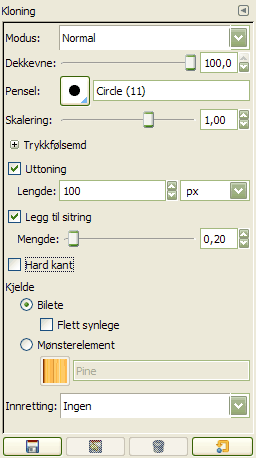 Kloning
Modus: Normal
Dekkevne: 100,0
Pensel: Circle (11)
Skalering: 1,00
Trykkfølsemd
Uttoning
Lengde: 100 px
Legg til sitring
Mengde: 0,20
Hard kant
Kjelde
Bilete
Flett synlege
Mønsterelement
Pine
Innretting: Ingen